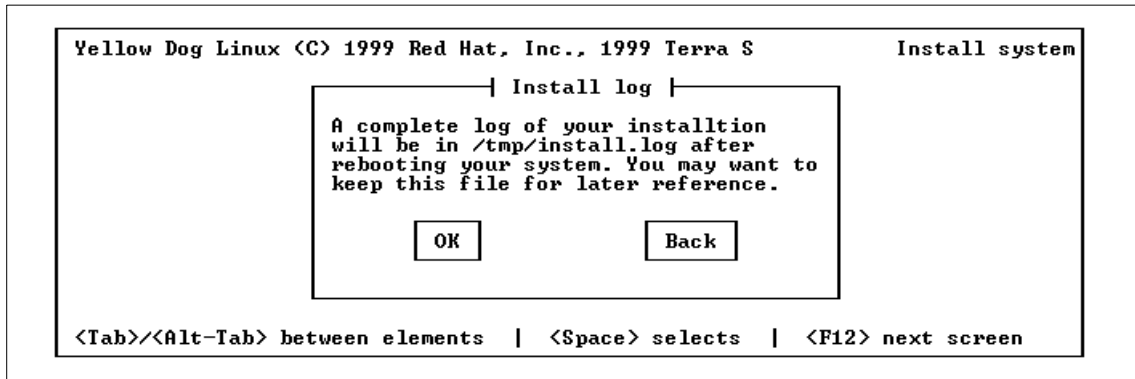 Yellow Dog Linux (C) 1999 Red Hat, Inc., 1999 Terra S Install system
Install log
A complete log of your installtion
will be in /tmp/install.log after
rebooting your system. You may want to
keep this file for later reference.
OK Back
<Tab>/<Alt-Tab> between elements | <Space> selects | <F12> next screen